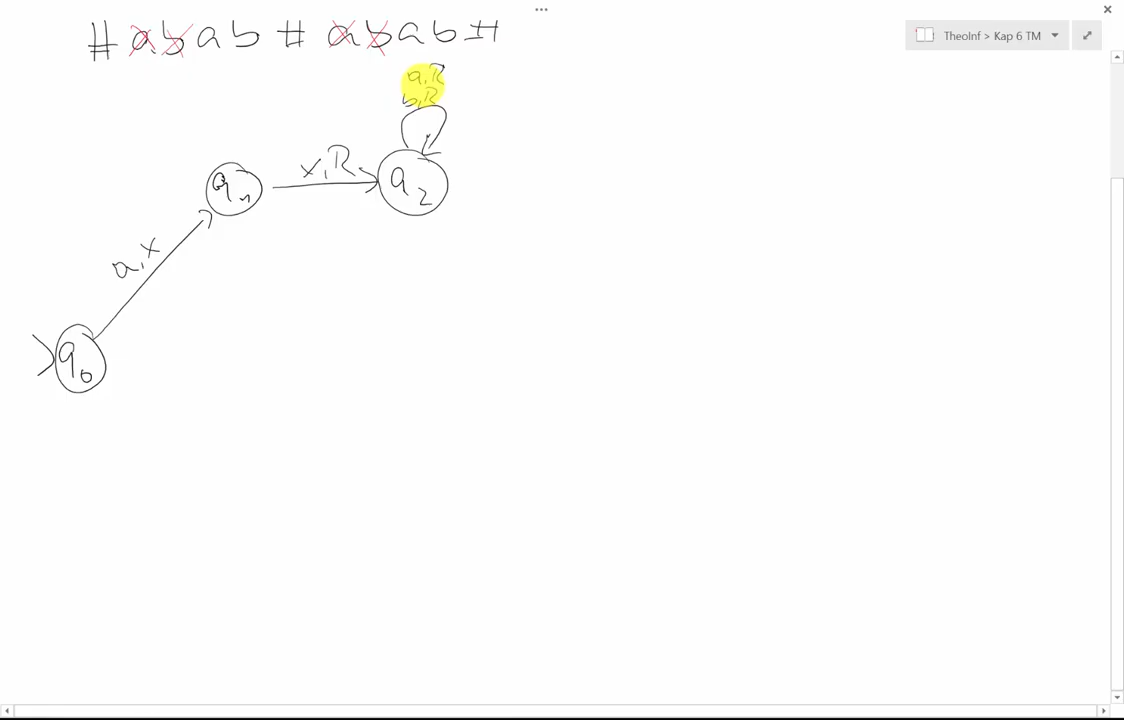 ...
# a b a b # a b a b #
TheoInf > Kap 6 TM
a, R
b, R
x, R
q1
q2
a, x
q0